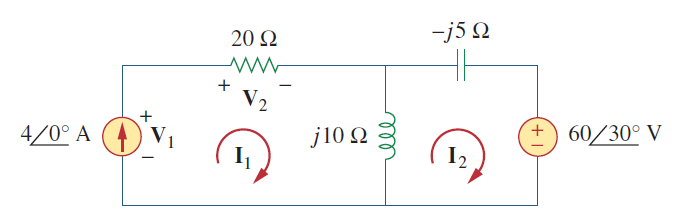 20 Ω
−j5 Ω
+ V₂ −
4∠0° A
+ V₁ −
I₁
j10 Ω
I₂
+ −
60∠30° V